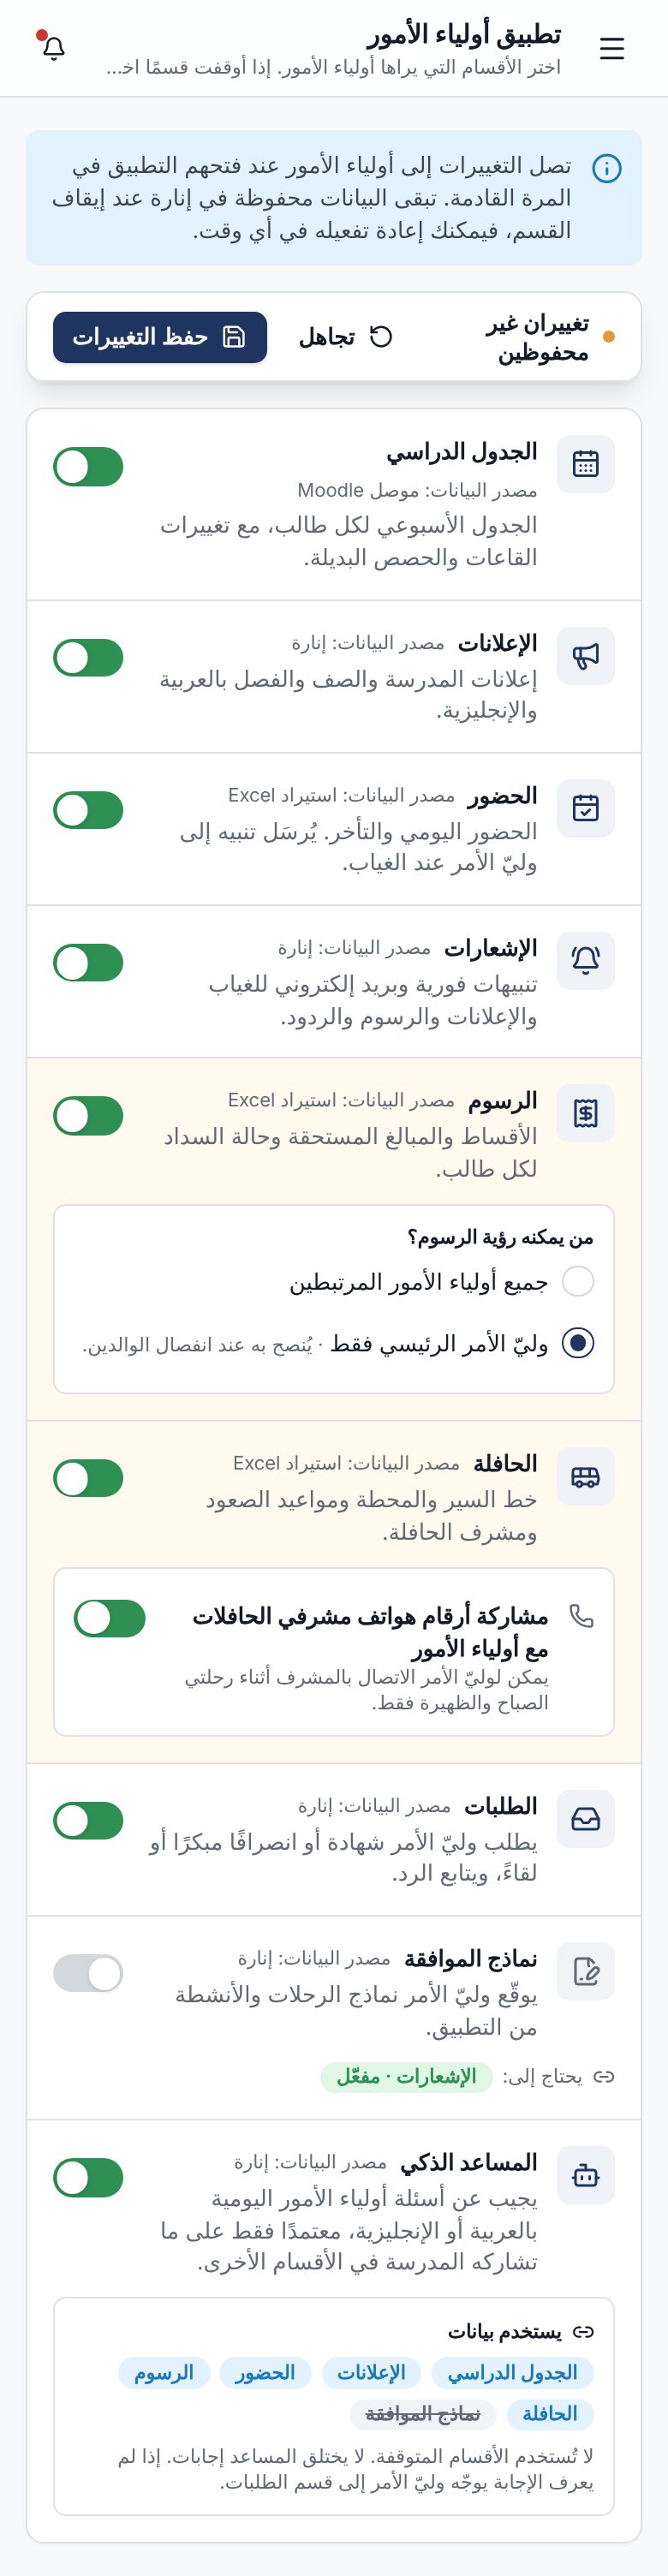 تطبيق أولياء الأمور
اختر الأقسام التي يراها أولياء الأمور. إذا أوقفت قسمًا اخـ...
تصل التغييرات إلى أولياء الأمور عند فتحهم التطبيق في
المرة القادمة. تبقى البيانات محفوظة في إنارة عند إيقاف
القسم، فيمكنك إعادة تفعيله في أي وقت.
تغييران غير
محفوظين
تجاهل
حفظ التغييرات
الجدول الدراسي
مصدر البيانات: موصل Moodle
الجدول الأسبوعي لكل طالب، مع تغييرات
القاعات والحصص البديلة.
الإعلانات مصدر البيانات: إنارة
إعلانات المدرسة والصف والفصل بالعربية
والإنجليزية.
الحضور مصدر البيانات: استيراد Excel
الحضور اليومي والتأخر. يُرسَل تنبيه إلى
وليّ الأمر عند الغياب.
الإشعارات مصدر البيانات: إنارة
تنبيهات فورية وبريد إلكتروني للغياب
والإعلانات والرسوم والردود.
الرسوم مصدر البيانات: استيراد Excel
الأقساط والمبالغ المستحقة وحالة السداد
لكل طالب.
من يمكنه رؤية الرسوم؟
جميع أولياء الأمور المرتبطين
وليّ الأمر الرئيسي فقط · يُنصح به عند انفصال الوالدين.
الحافلة مصدر البيانات: استيراد Excel
خط السير والمحطة ومواعيد الصعود
ومشرف الحافلة.
مشاركة أرقام هواتف مشرفي الحافلات
مع أولياء الأمور
يمكن لوليّ الأمر الاتصال بالمشرف أثناء رحلتي
الصباح والظهيرة فقط.
الطلبات مصدر البيانات: إنارة
يطلب وليّ الأمر شهادة أو انصرافًا مبكرًا أو
لقاءً، ويتابع الرد.
نماذج الموافقة مصدر البيانات: إنارة
يوقّع وليّ الأمر نماذج الرحلات والأنشطة
من التطبيق.
يحتاج إلى: الإشعارات · مفعّل
المساعد الذكي مصدر البيانات: إنارة
يجيب عن أسئلة أولياء الأمور اليومية
بالعربية أو الإنجليزية، معتمدًا فقط على ما
تشاركه المدرسة في الأقسام الأخرى.
يستخدم بيانات
الجدول الدراسي الإعلانات الحضور الرسوم
الحافلة نماذج الموافقة
لا تُستخدم الأقسام المتوقفة. لا يختلق المساعد إجابات. إذا لم
يعرف الإجابة يوجّه وليّ الأمر إلى قسم الطلبات.